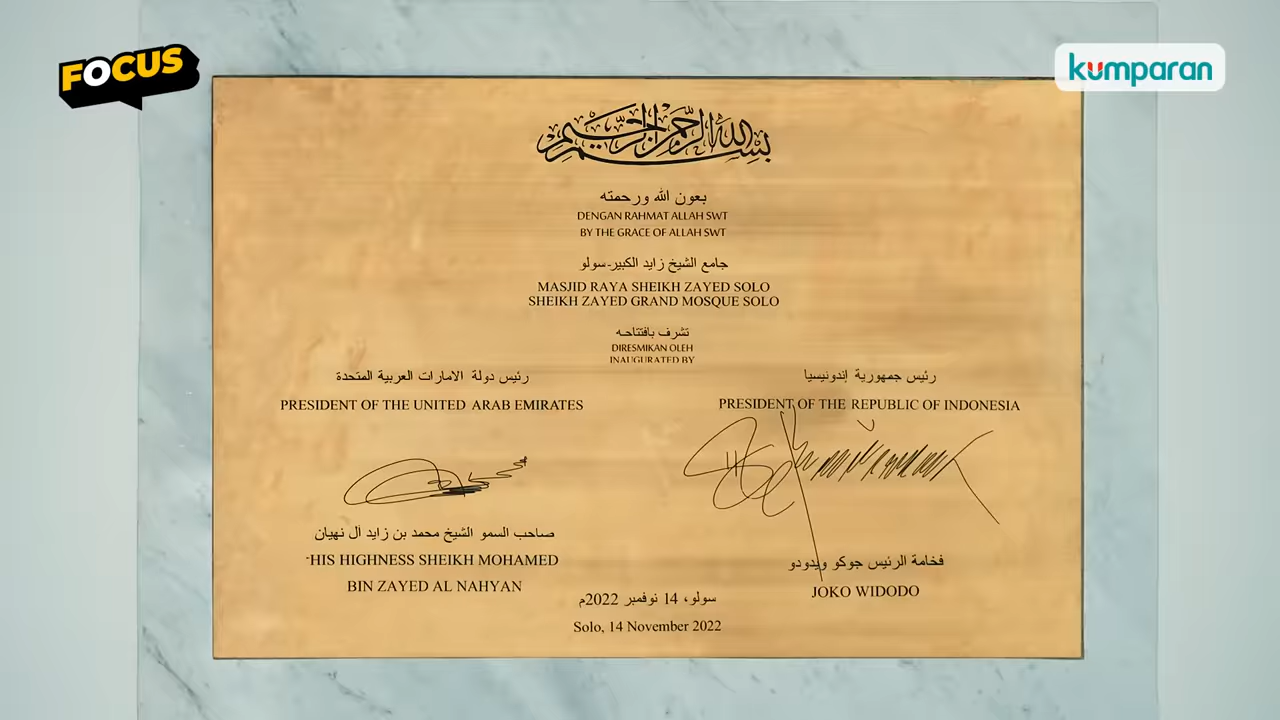 FOCUS
kumparan
بسم الله الرحمن الرحيم
بعون الله ورحمته
DENGAN RAHMAT ALLAH SWT
BY THE GRACE OF ALLAH SWT
جامع الشيخ زايد الكبير-سولو
MASJID RAYA SHEIKH ZAYED SOLO
SHEIKH ZAYED GRAND MOSQUE SOLO
تشرف بافتتاحه
DIRESMIKAN OLEH
INAUGURATED BY
رئيس دولة الامارات العربية المتحدة
PRESIDENT OF THE UNITED ARAB EMIRATES
صاحب السمو الشيخ محمد بن زايد آل نهيان
HIS HIGHNESS SHEIKH MOHAMED
BIN ZAYED AL NAHYAN
رئيس جمهورية إندونيسيا
PRESIDENT OF THE REPUBLIC OF INDONESIA
فخامة الرئيس جوكو ويدودو
JOKO WIDODO
سولو، 14 نوفمبر 2022م
Solo, 14 November 2022